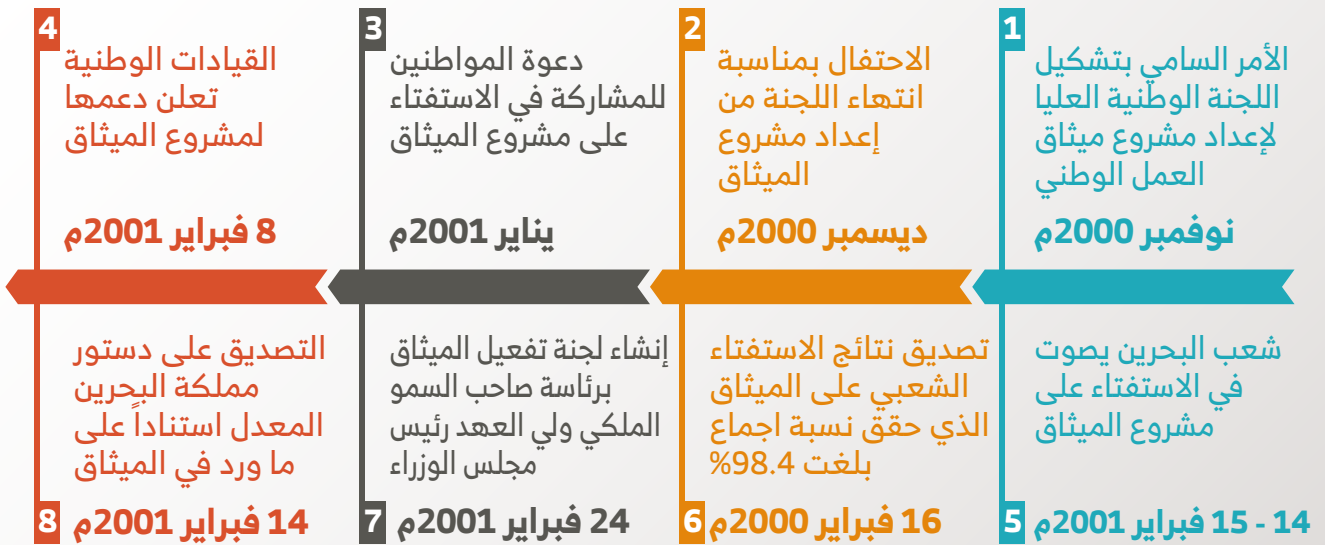 1
الأمر السامي بتشكيل
اللجنة الوطنية العليا
لإعداد مشروع ميثاق
العمل الوطني
نوفمبر 2000م
2
الاحتفال بمناسبة
انتهاء اللجنة من
إعداد مشروع
الميثاق
ديسمبر 2000م
3
دعوة المواطنين
للمشاركة في الاستفتاء
على مشروع الميثاق
يناير 2001م
4
القيادات الوطنية
تعلن دعمها
لمشروع الميثاق
8 فبراير 2001م
شعب البحرين يصوت
في الاستفتاء على
مشروع الميثاق
14 - 15 فبراير 2001م
5
تصديق نتائج الاستفتاء
الشعبي على الميثاق
الذي حقق نسبة اجماع
بلغت 98.4%
16 فبراير 2000م
6
إنشاء لجنة تفعيل الميثاق
برئاسة صاحب السمو
الملكي ولي العهد رئيس
مجلس الوزراء
24 فبراير 2001م
7
التصديق على دستور
مملكة البحرين
المعدل استناداً على
ما ورد في الميثاق
14 فبراير 2001م
8